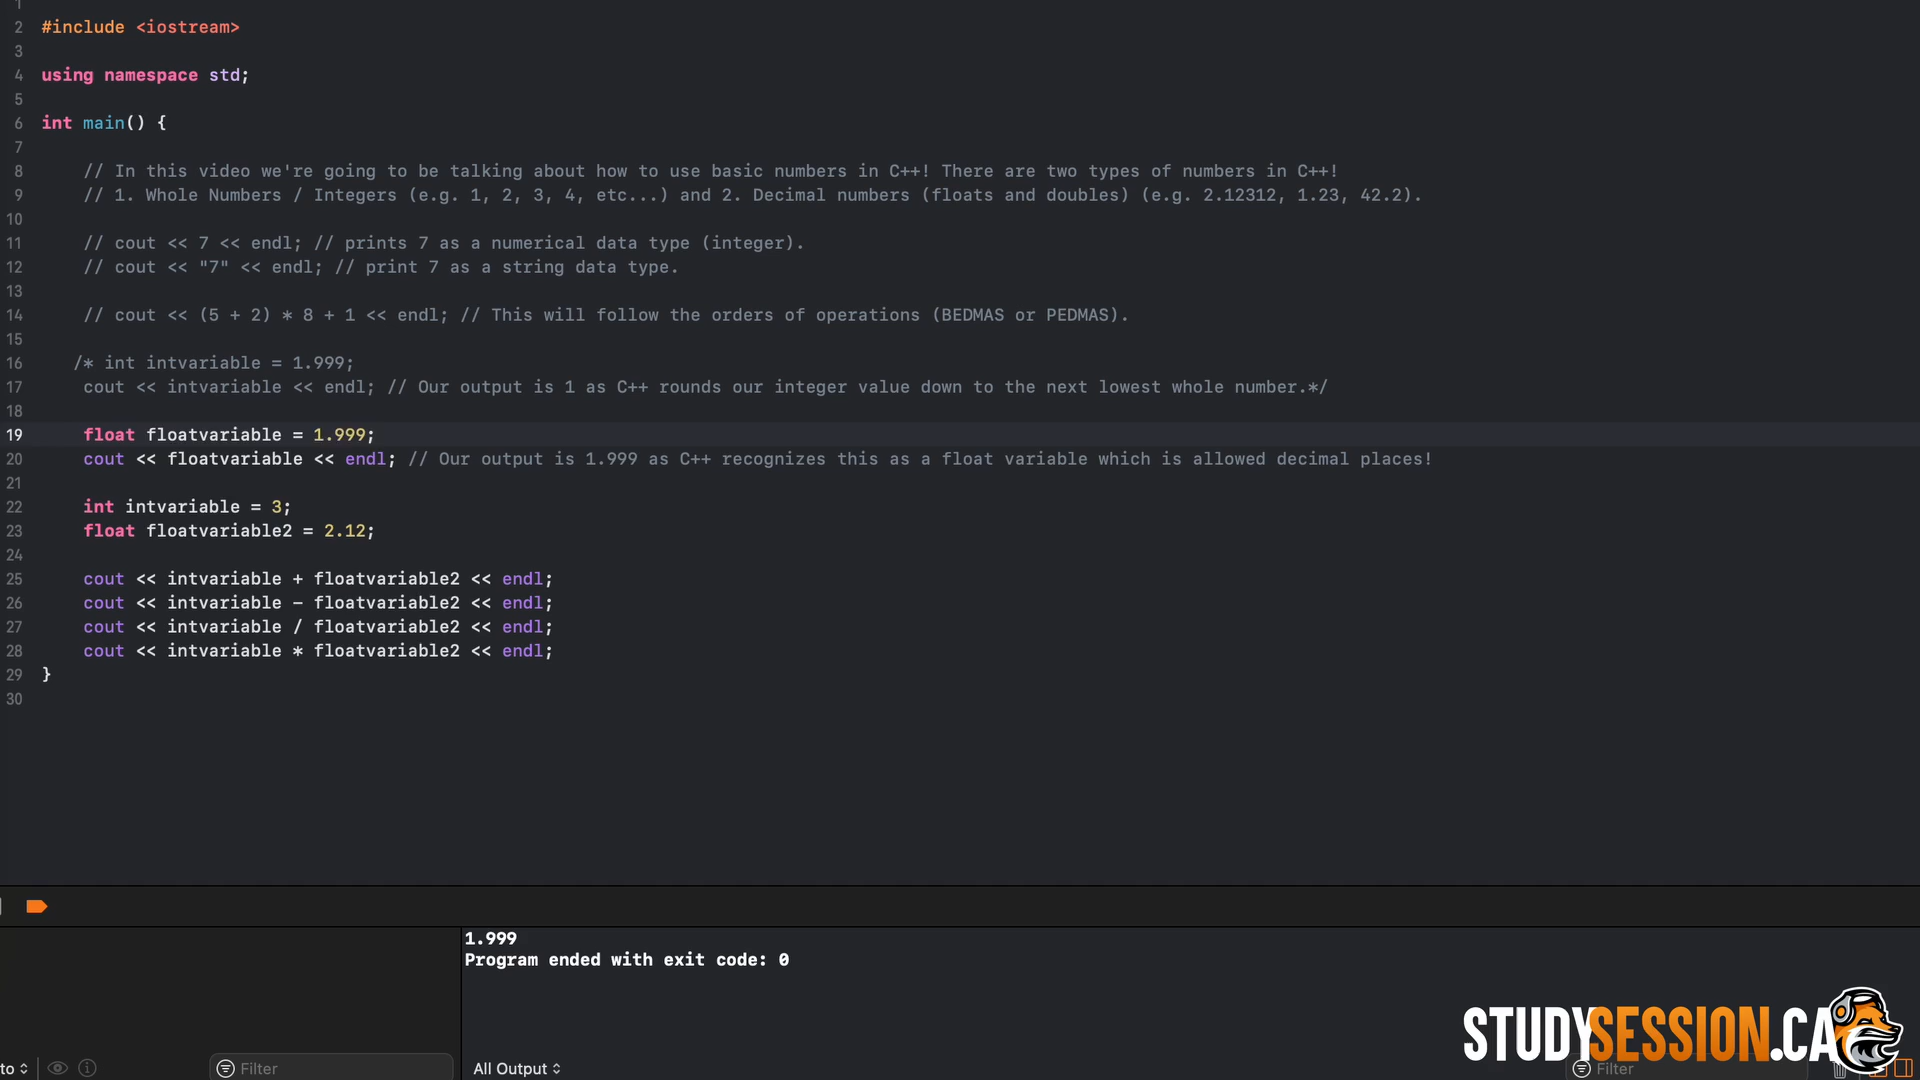 1
2 #include <iostream>
3
4 using namespace std;
5
6 int main() {
7
8 // In this video we're going to be talking about how to use basic numbers in C++! There are two types of numbers in C++!
9 // 1. Whole Numbers / Integers (e.g. 1, 2, 3, 4, etc...) and 2. Decimal numbers (floats and doubles) (e.g. 2.12312, 1.23, 42.2).
10
11 // cout << 7 << endl; // prints 7 as a numerical data type (integer).
12 // cout << "7" << endl; // print 7 as a string data type.
13
14 // cout << (5 + 2) * 8 + 1 << endl; // This will follow the orders of operations (BEDMAS or PEDMAS).
15
16 /* int intvariable = 1.999;
17 cout << intvariable << endl; // Our output is 1 as C++ rounds our integer value down to the next lowest whole number.*/
18
19 float floatvariable = 1.999;
20 cout << floatvariable << endl; // Our output is 1.999 as C++ recognizes this as a float variable which is allowed decimal places!
21
22 int intvariable = 3;
23 float floatvariable2 = 2.12;
24
25 cout << intvariable + floatvariable2 << endl;
26 cout << intvariable - floatvariable2 << endl;
27 cout << intvariable / floatvariable2 << endl;
28 cout << intvariable * floatvariable2 << endl;
29 }
30
1.999
Program ended with exit code: 0
STUDYSESSION.CA
to
Filter
All Output
Filter